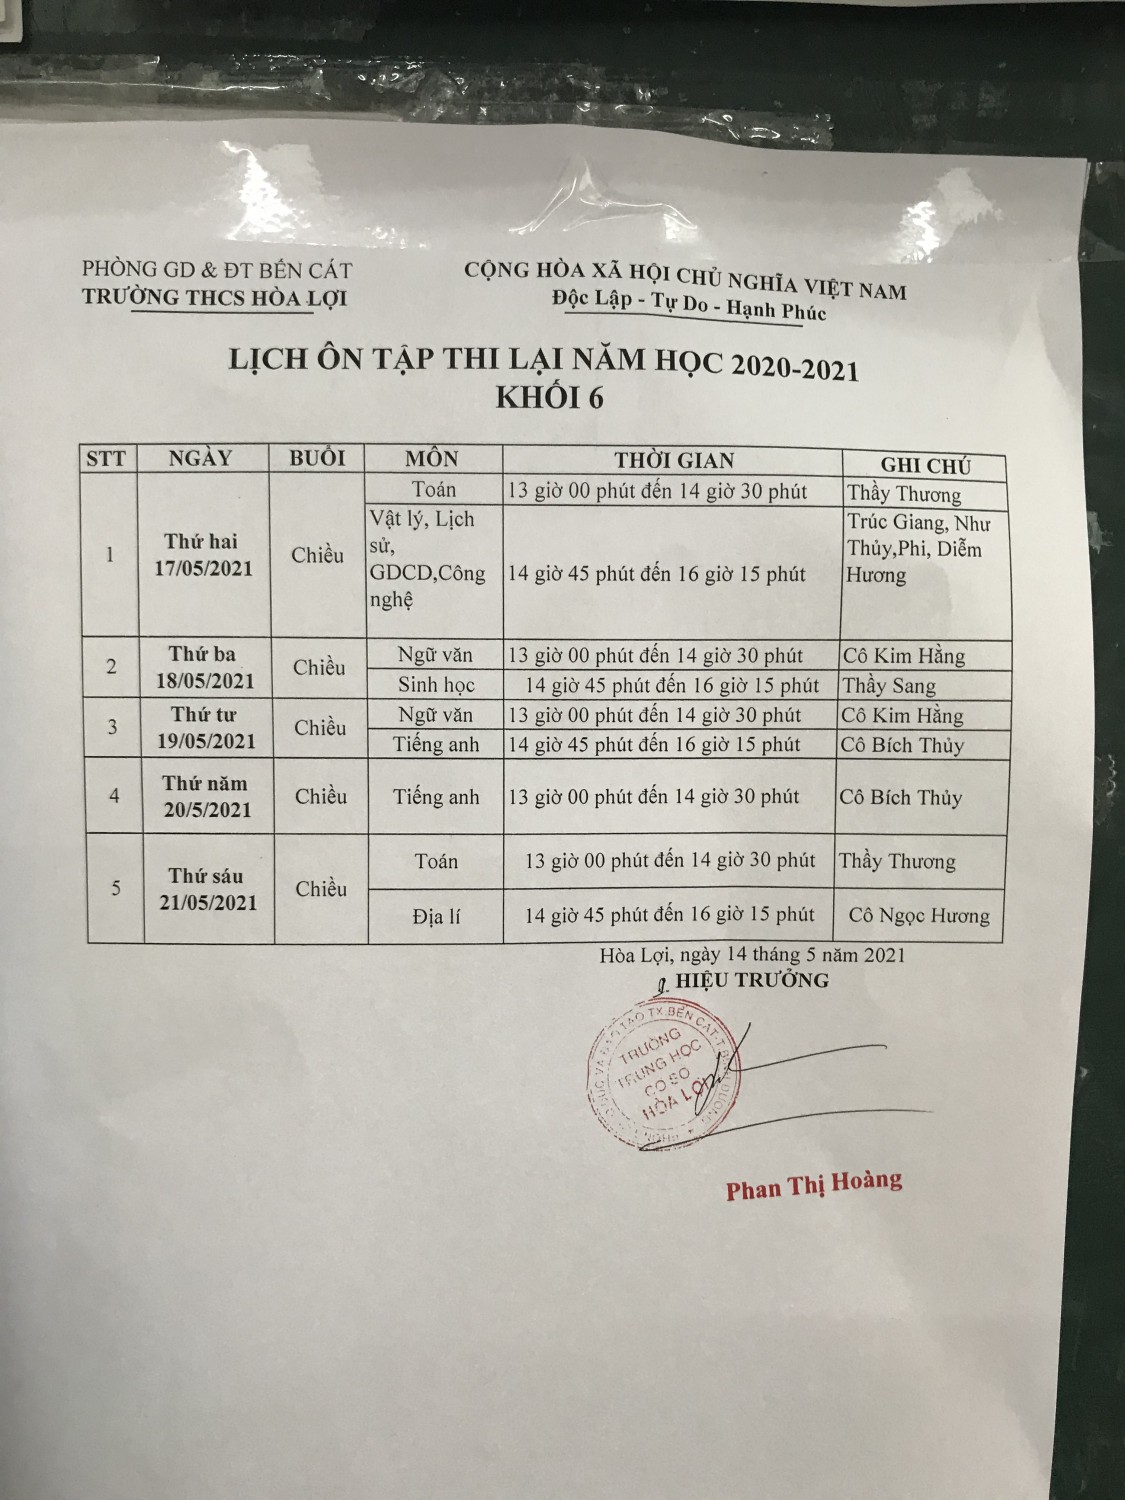 PHÒNG GD & ĐT BẾN CÁT
TRƯỜNG THCS HÒA LỢI
CỘNG HÒA XÃ HỘI CHỦ NGHĨA VIỆT NAM
Độc Lập - Tự Do - Hạnh Phúc
LỊCH ÔN TẬP THI LẠI NĂM HỌC 2020-2021
KHỐI 6
STT NGÀY BUỔI MÔN THỜI GIAN GHI CHÚ
1
Thứ hai
17/05/2021
Chiều
Toán 13 giờ 00 phút đến 14 giờ 30 phút Thầy Thương
Vật lý, Lịch
sử,
GDCD,Công
nghệ
14 giờ 45 phút đến 16 giờ 15 phút
Trúc Giang, Như
Thủy,Phi, Diễm
Hương
2
Thứ ba
18/05/2021
Chiều
Ngữ văn 13 giờ 00 phút đến 14 giờ 30 phút Cô Kim Hằng
Sinh học 14 giờ 45 phút đến 16 giờ 15 phút Thầy Sang
3
Thứ tư
19/05/2021
Chiều
Ngữ văn 13 giờ 00 phút đến 14 giờ 30 phút Cô Kim Hằng
Tiếng anh 14 giờ 45 phút đến 16 giờ 15 phút Cô Bích Thủy
4
Thứ năm
20/5/2021
Chiều
Tiếng anh 13 giờ 00 phút đến 14 giờ 30 phút Cô Bích Thủy
5
Thứ sáu
21/05/2021
Chiều
Toán 13 giờ 00 phút đến 14 giờ 30 phút Thầy Thương
Địa lí 14 giờ 45 phút đến 16 giờ 15 phút Cô Ngọc Hương
Hòa Lợi, ngày 14 tháng 5 năm 2021
HIỆU TRƯỞNG
TRƯỜNG
TRUNG HỌC
CƠ SỞ
HÒA LỢI
Phan Thị Hoàng